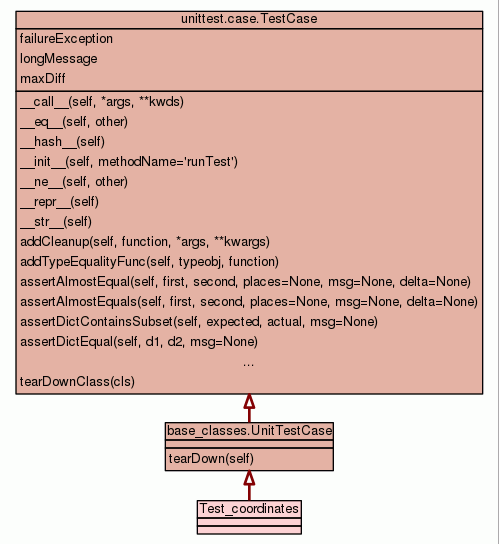 unittest.case.TestCase
failureException
longMessage
maxDiff
__call__(self, *args, **kwds)
__eq__(self, other)
__hash__(self)
__init__(self, methodName='runTest')
__ne__(self, other)
__repr__(self)
__str__(self)
addCleanup(self, function, *args, **kwargs)
addTypeEqualityFunc(self, typeobj, function)
assertAlmostEqual(self, first, second, places=None, msg=None, delta=None)
assertAlmostEquals(self, first, second, places=None, msg=None, delta=None)
assertDictContainsSubset(self, expected, actual, msg=None)
assertDictEqual(self, d1, d2, msg=None)
...
tearDownClass(cls)
base_classes.UnitTestCase
tearDown(self)
Test_coordinates